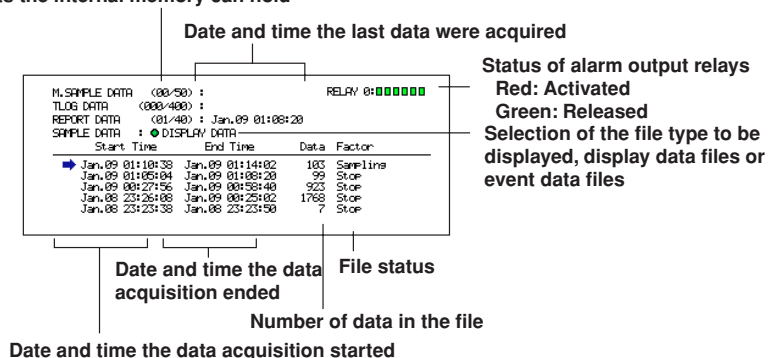 as the internal memory can hold
Date and time the last data were acquired
Status of alarm output relays
Red: Activated
Green: Released
Selection of the file type to be
displayed, display data files or
event data files
M.SAMPLE DATA (00/50) : RELAY 0:
TLOG DATA (000/400) :
REPORT DATA (01/40) : Jan.09 01:08:20
SAMPLE DATA : DISPLAY DATA
Start Time End Time Data Factor
Jan.09 01:10:38 Jan.09 01:14:02 103 Sampling
Jan.09 01:05:04 Jan.09 01:08:20 99 Stop
Jan.09 00:27:56 Jan.09 00:58:40 923 Stop
Jan.08 23:26:08 Jan.09 00:25:02 1768 Stop
Jan.08 23:23:38 Jan.08 23:23:50 7 Stop
Date and time the data
acquisition ended
File status
Number of data in the file
Date and time the data acquisition started